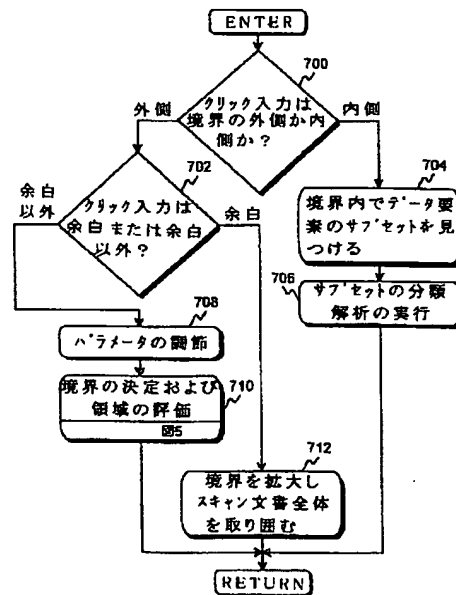 ENTER
700
クリック入力は
境界の外側か内
側か？
外側
内側
702
クリック入力は
余白または余白
以外？
余白
以外
余白
704
境界内でデータ要
素のサブセットを見
つける
706
サブセットの分類
解析の実行
708
パラメータの調節
710
境界の決定および
領域の評価
図5
712
境界を拡大し
スキャン文書全体
を取り囲む
RETURN